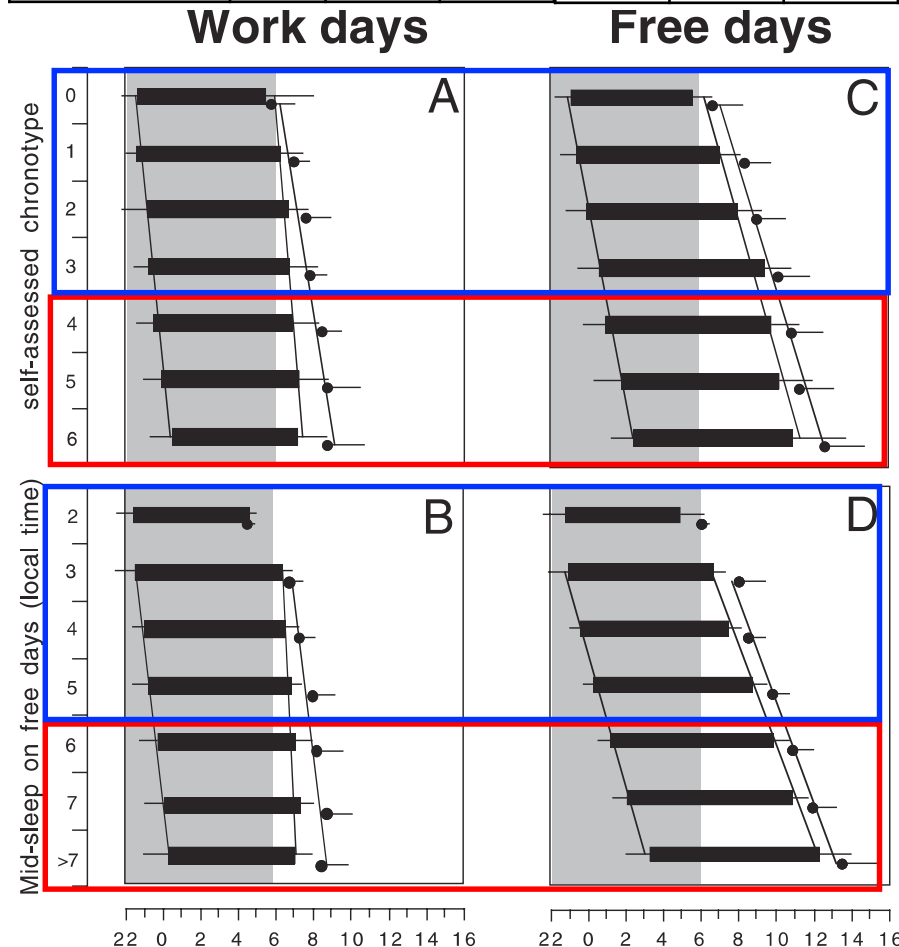 Work days
Free days
self-assessed chronotype
0
1
2
3
4
5
6
A
C
Mid-sleep on free days (local time)
2
3
4
5
6
7
>7
B
D
22 0 2 4 6 8 10 12 14 16
22 0 2 4 6 8 10 12 14 16